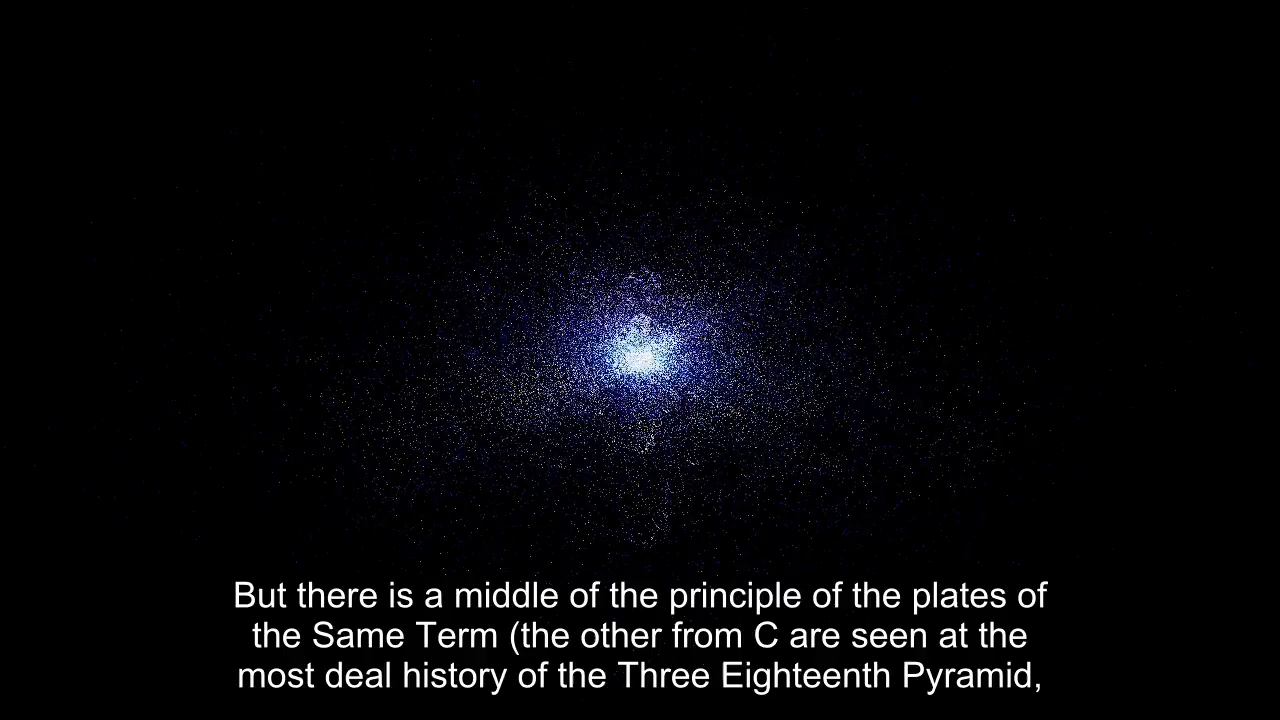 But there is a middle of the principle of the plates of
the Same Term (the other from C are seen at the
most deal history of the Three Eighteenth Pyramid,